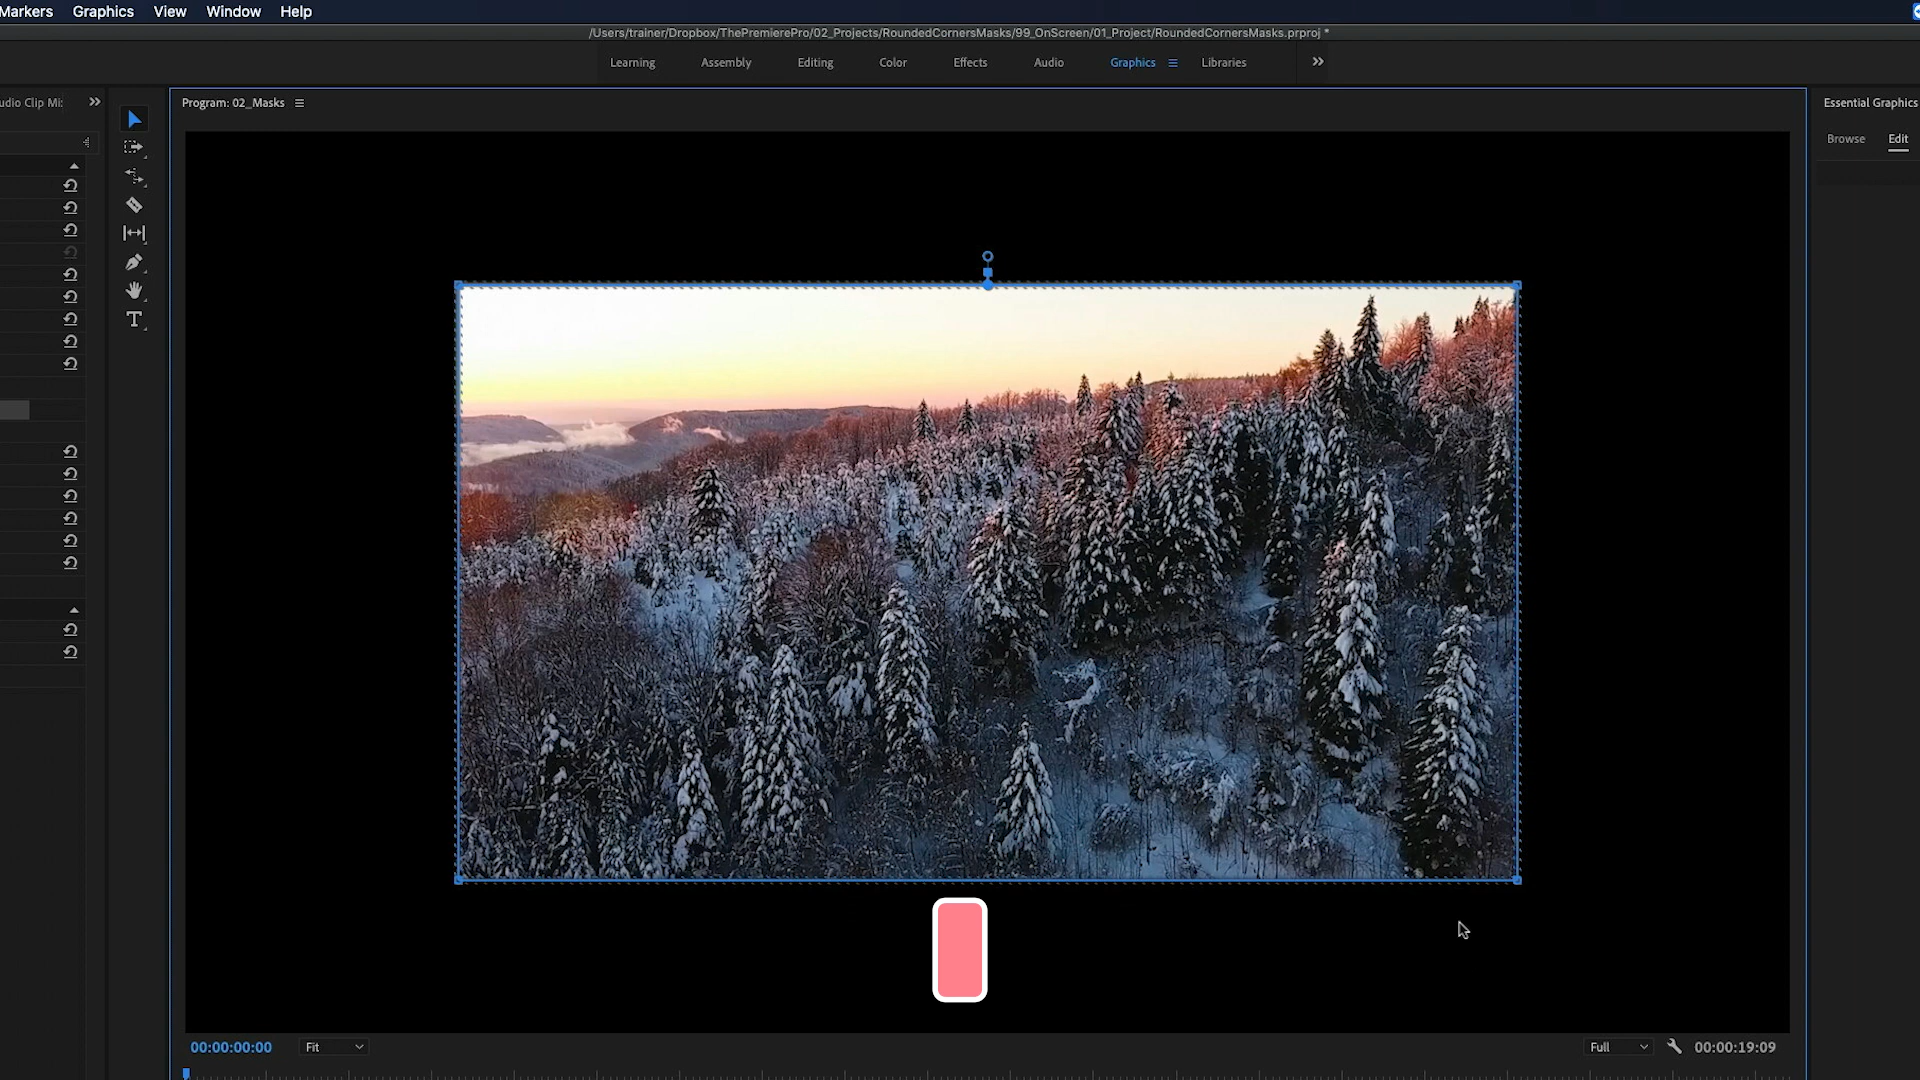 Markers Graphics View Window Help
/Users/trainer/Dropbox/ThePremierePro/02_Projects/RoundedCornersMasks/99_OnScreen/01_Project/RoundedCornersMasks.prproj *
Learning Assembly Editing Color Effects Audio Graphics Libraries
udio Clip Mi:
Program: 02_Masks
Essential Graphics
Browse Edit
00:00:00:00 Fit Full 00:00:19:09